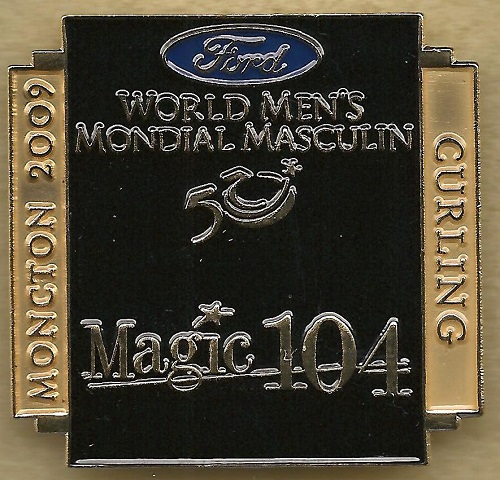 Ford
WORLD MEN'S
MONDIAL MASCULIN
50
Magic 104
MONCTON 2009
CURLING